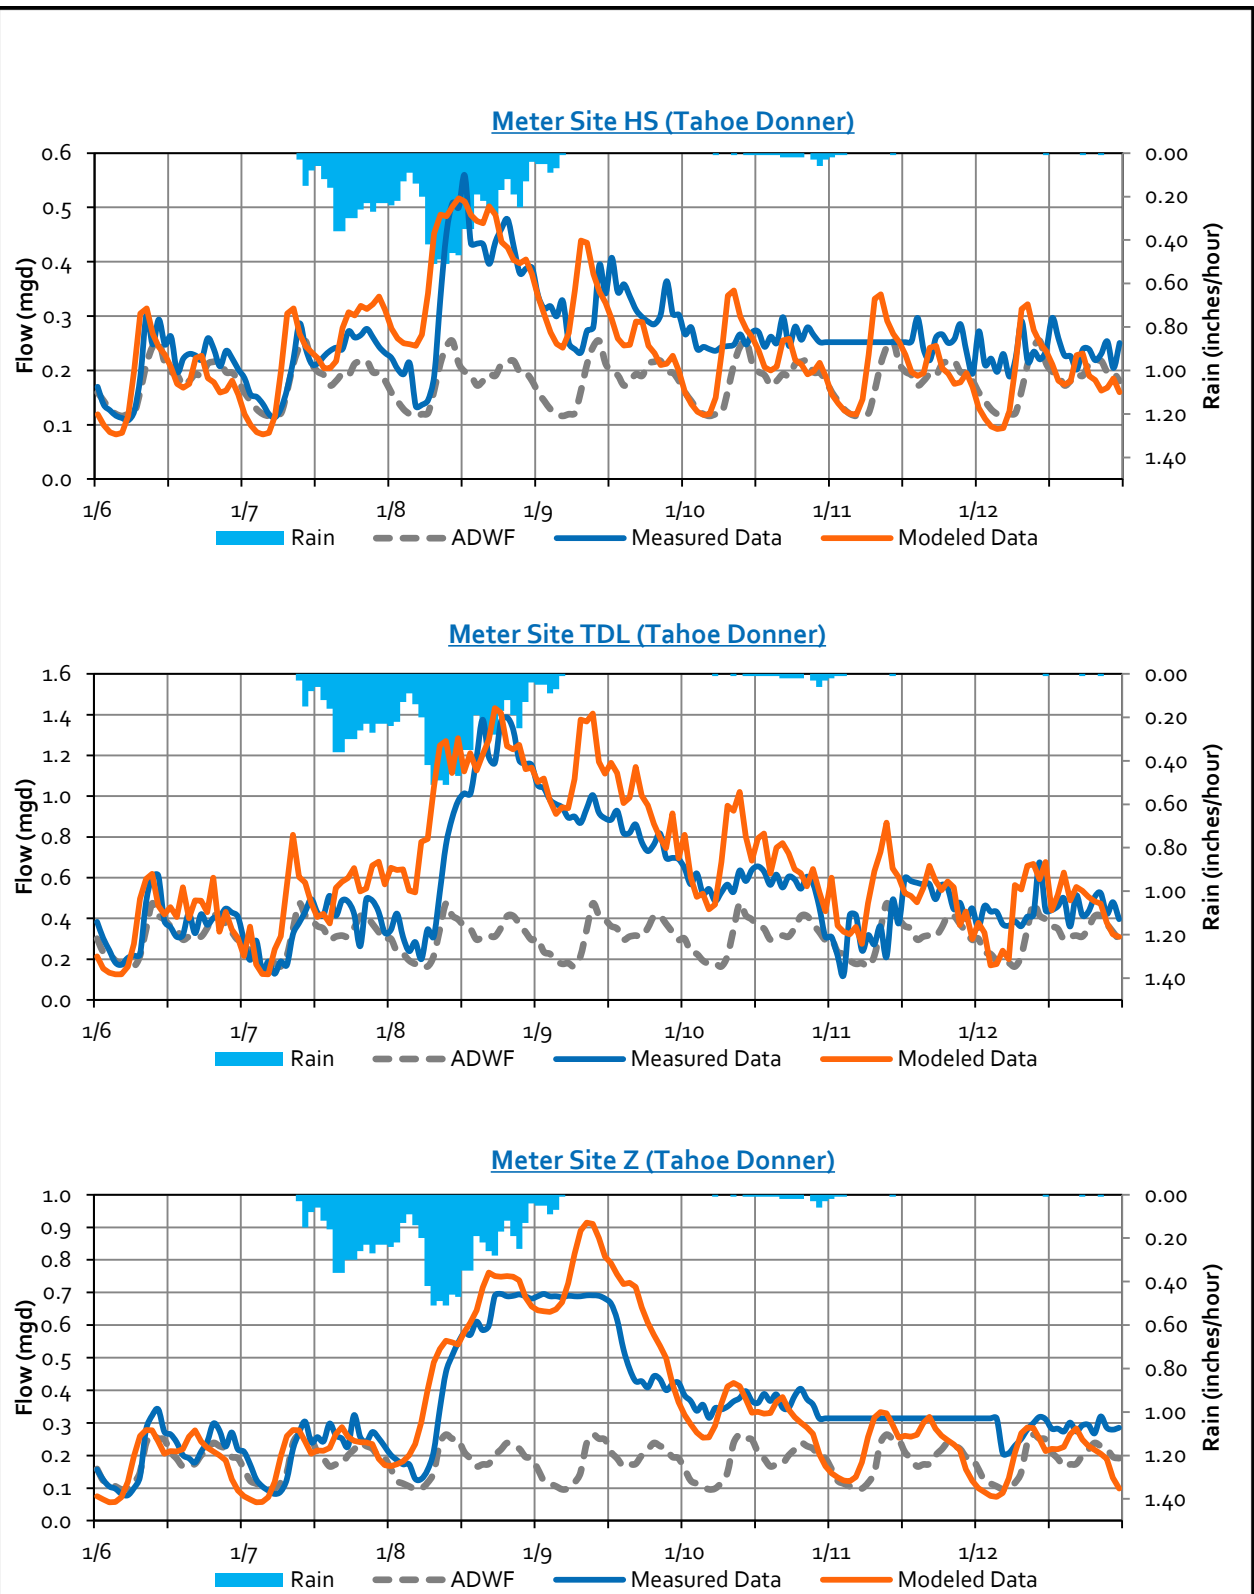 Meter Site HS (Tahoe Donner)
0.6 0.00
0.5 0.20
0.4 0.40
0.60
0.3 0.80
0.2 1.00
0.1 1.20
0.0 1.40
Flow (mgd)
Rain (inches/hour)
1/6 1/7 1/8 1/9 1/10 1/11 1/12
Rain ADWF Measured Data Modeled Data
Meter Site TDL (Tahoe Donner)
1.6 0.00
1.4 0.20
1.2 0.40
1.0 0.60
0.8 0.80
0.6 1.00
0.4 1.20
0.2 1.40
0.0
Flow (mgd)
Rain (inches/hour)
1/6 1/7 1/8 1/9 1/10 1/11 1/12
Rain ADWF Measured Data Modeled Data
Meter Site Z (Tahoe Donner)
1.0 0.00
0.9 0.20
0.8
0.7 0.40
0.6 0.60
0.5 0.80
0.4
0.3 1.00
0.2 1.20
0.1 1.40
0.0
Flow (mgd)
Rain (inches/hour)
1/6 1/7 1/8 1/9 1/10 1/11 1/12
Rain ADWF Measured Data Modeled Data